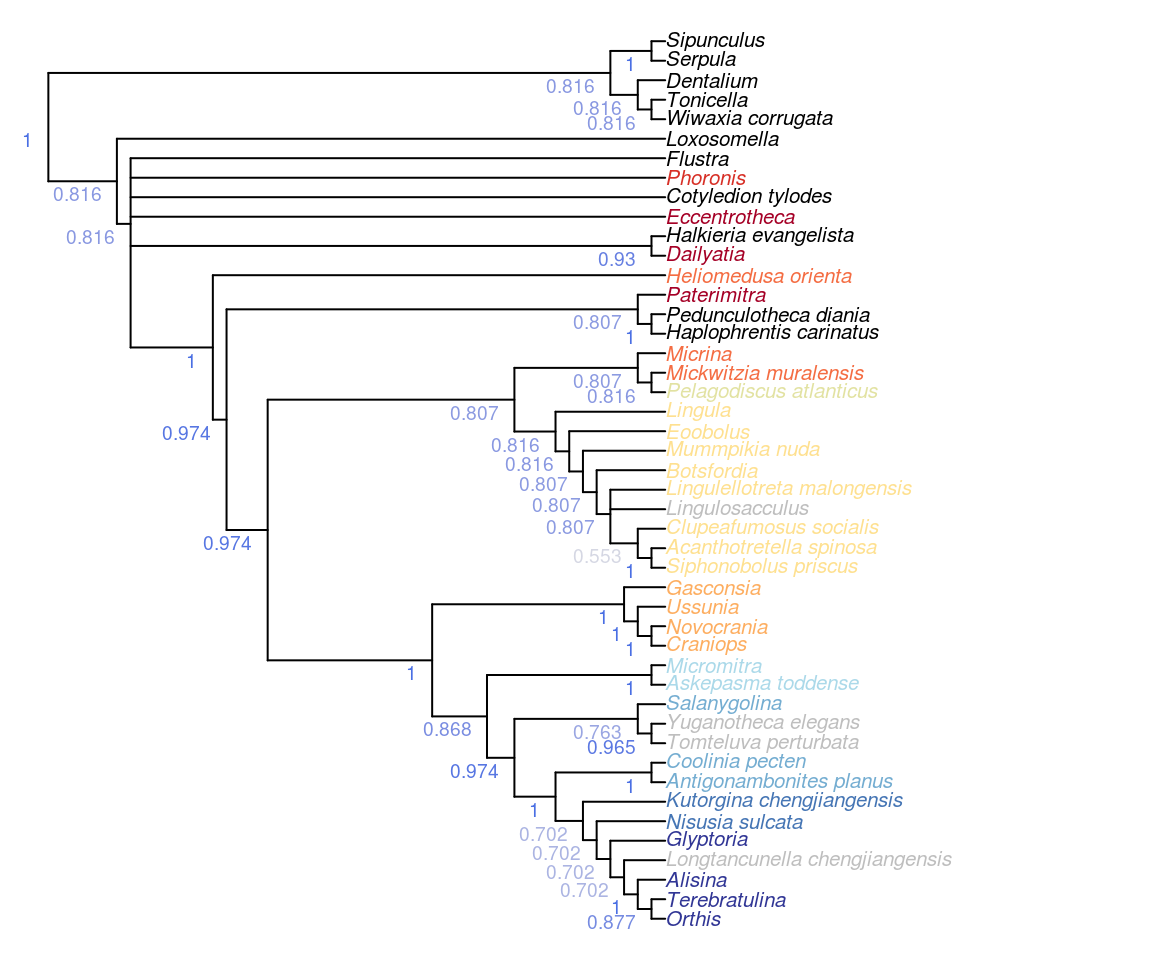 Sipunculus
1
Serpula
0.816
Dentalium
0.816
Tonicella
0.816
Wiwaxia corrugata
1
Loxosomella
Flustra
Phoronis
0.816
Cotyledion tylodes
Eccentrotheca
0.816
Halkieria evangelista
0.93
Dailyatia
Heliomedusa orienta
Paterimitra
0.807
Pedunculotheca diania
1
Haplophrentis carinatus
1
Micrina
Mickwitzia muralensis
0.807
Pelagodiscus atlanticus
0.816
0.807
Lingula
0.974
Eoobolus
0.816
Mummpikia nuda
0.816
Botsfordia
0.807
Lingulellotreta malongensis
0.807
Lingulosacculus
0.807
Clupeafumosus socialis
0.974
Acanthotretella spinosa
0.553
Siphonobolus priscus
1
Gasconsia
Ussunia
1
Novocrania
1
Craniops
1
Micromitra
1
Askepasma toddense
1
Salanygolina
0.868
Yuganotheca elegans
0.763
Tomteluva perturbata
0.965
Coolinia pecten
0.974
Antigonambonites planus
1
Kutorgina chengjiangensis
1
Nisusia sulcata
0.702
Glyptoria
0.702
Longtancunella chengjiangensis
0.702
Alisina
0.702
Terebratulina
1
Orthis
0.877